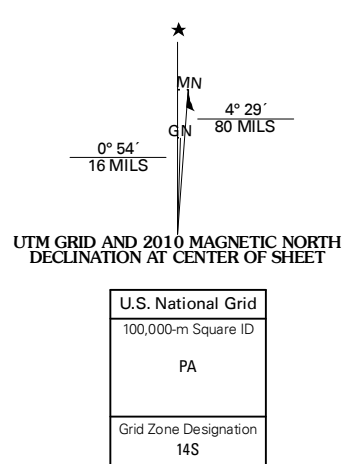 ★
MN
4° 29´
80 MILS
GN
0° 54´
16 MILS
UTM GRID AND 2010 MAGNETIC NORTH
DECLINATION AT CENTER OF SHEET
U.S. National Grid
100,000-m Square ID
PA
Grid Zone Designation
14S